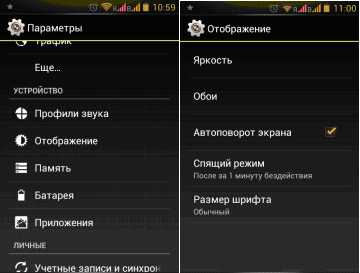 10:59
Параметры
Трафик
Еще...
УСТРОЙСТВО
Профили звука
Отображение
Память
Батарея
Приложения
ЛИЧНЫЕ
Учетные записи и синхрон
11:00
Отображение
Яркость
Обои
Автоповорот экрана
Спящий режим
После за 1 минуту бездействия
Размер шрифта
Обычный